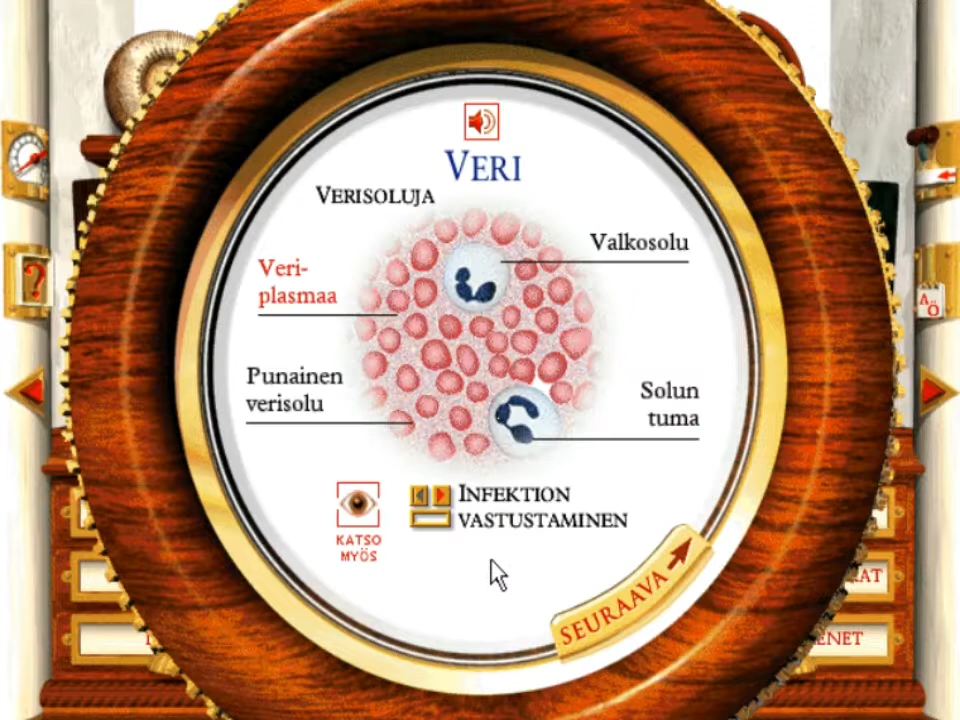 VERI
VERISOLUJA
Valkosolu
Veri-
plasmaa
Punainen
verisolu
Solun
tuma
INFEKTION
VASTUSTAMINEN
KATSO
MYÖS
SEURAAVA
?
A
Ö